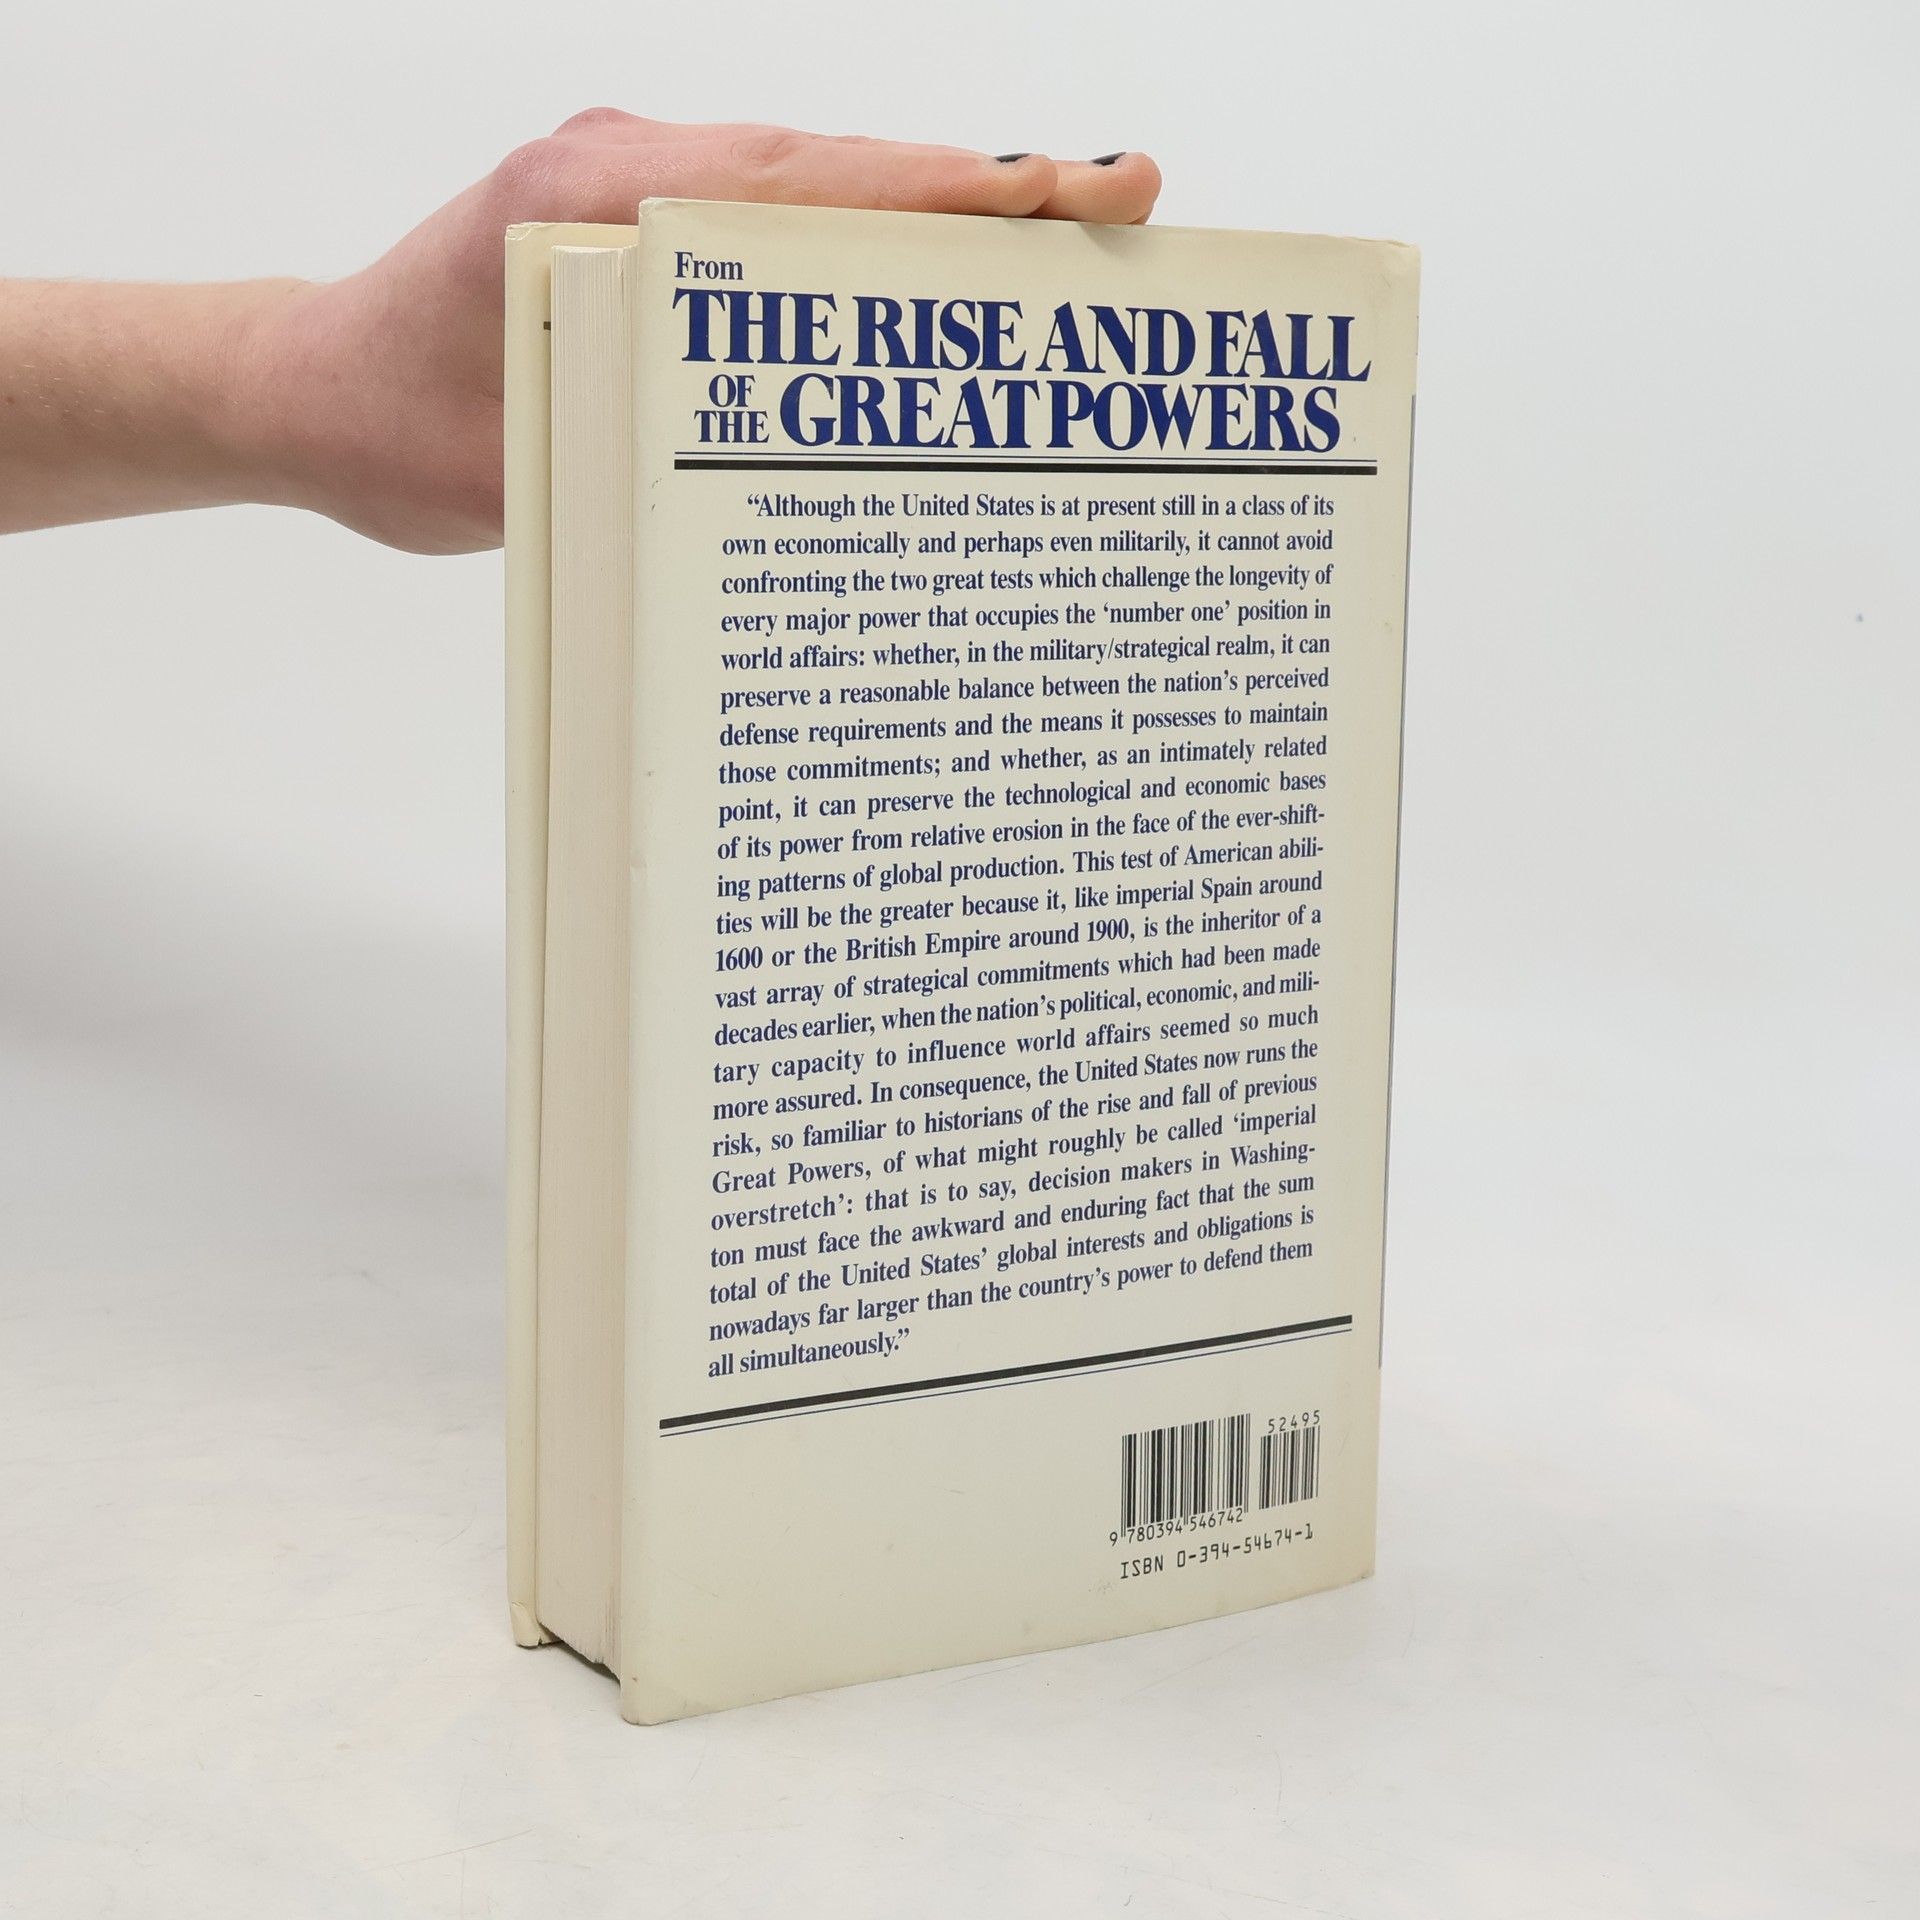 From
THE RISE AND FALL
OF THE GREAT POWERS
“Although the United States is at present still in a class of its
own economically and perhaps even militarily, it cannot avoid
confronting the two great tests which challenge the longevity of
every major power that occupies the ‘number one’ position in
world affairs: whether, in the military/strategical realm, it can
preserve a reasonable balance between the nation’s perceived
defense requirements and the means it possesses to maintain
those commitments; and whether, as an intimately related
point, it can preserve the technological and economic bases
of its power from relative erosion in the face of the ever-shift-
ing patterns of global production. This test of American abili-
ties will be the greater because it, like imperial Spain around
1600 or the British Empire around 1900, is the inheritor of a
vast array of strategical commitments which had been made
decades earlier, when the nation’s political, economic, and mili-
tary capacity to influence world affairs seemed so much
more assured. In consequence, the United States now runs the
risk, so familiar to historians of the rise and fall of previous
Great Powers, of what might roughly be called ‘imperial
overstretch’: that is to say, decision makers in Washing-
ton must face the awkward and enduring fact that the sum
total of the United States’ global interests and obligations is
nowadays far larger than the country’s power to defend them
all simultaneously.”
52495
9 780394 546742
ISBN 0-394-54674-1